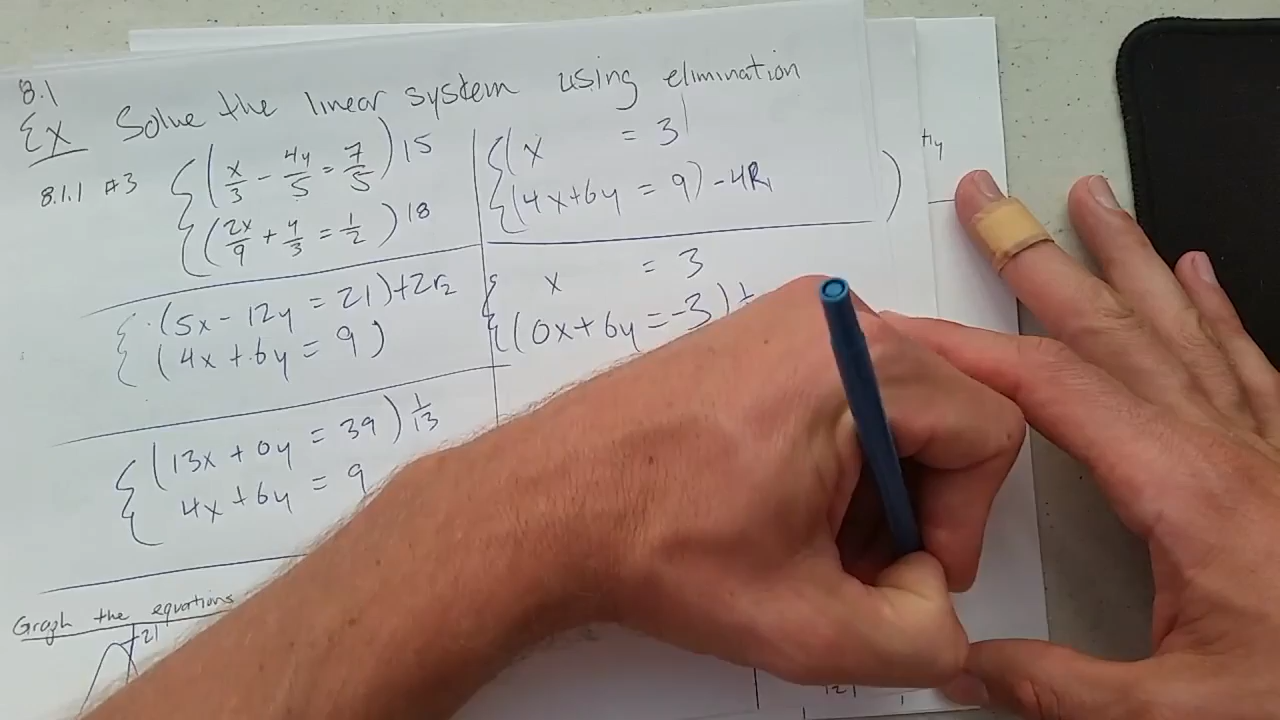 8.1
Ex Solve the linear system using elimination
8.1.1 #3
{ (x/3 - 4y/5 = 7/5) 15
{ (2x/9 + y/3 = 1/2) 18
{ (5x - 12y = 21) + 2r₂
{ (4x + 6y = 9)
{ (13x + 0y = 39) 1/13
{ 4x + 6y = 9
{ (x = 3
{ (4x + 6y = 9) - 4R₁
{ x = 3
{ (0x + 6y = -3)
Graph the equations